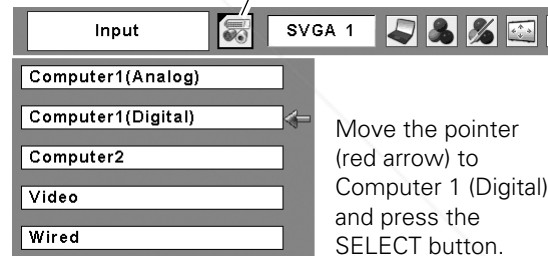 Input
SVGA 1
Computer1(Analog)
Computer1(Digital)
Computer2
Video
Wired
Move the pointer
(red arrow) to
Computer 1 (Digital)
and press the
SELECT button.